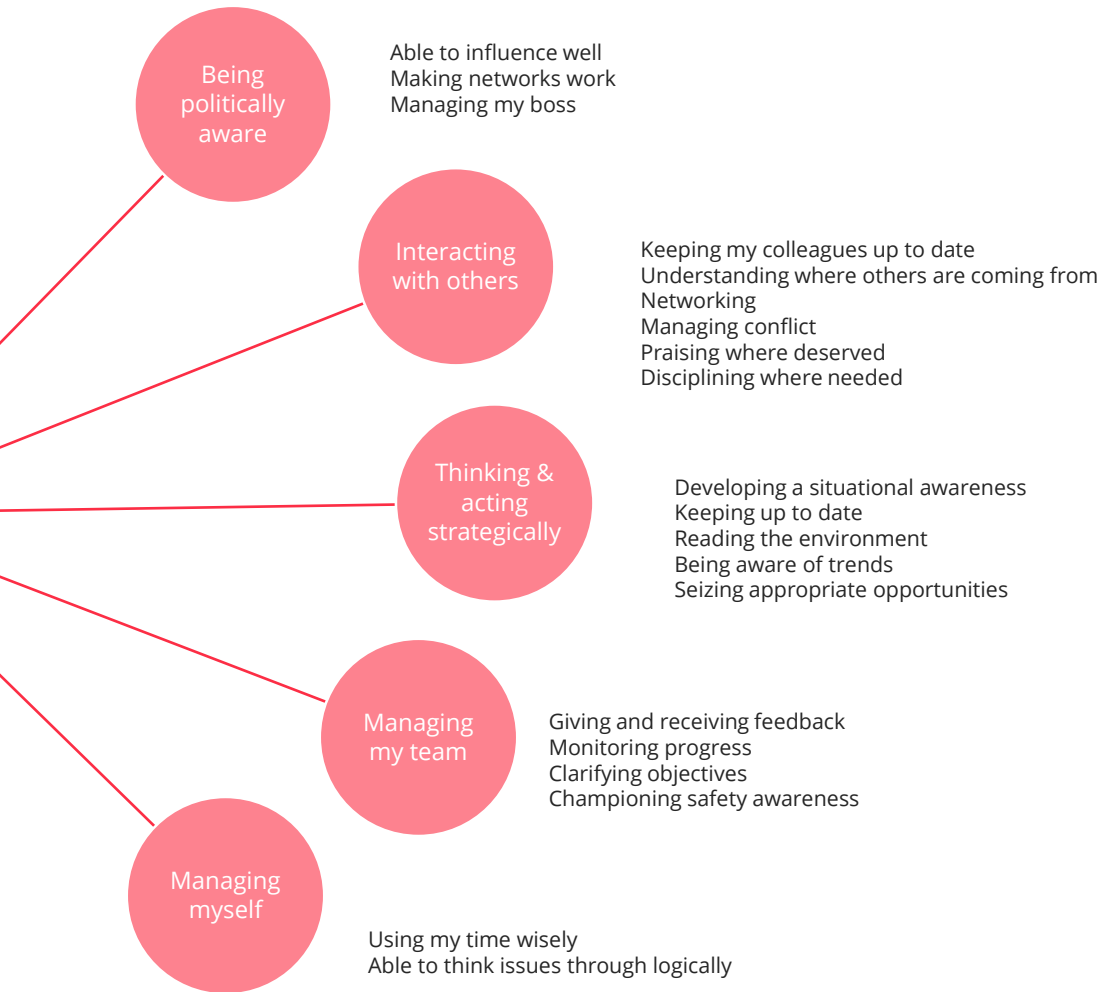 Being
politically
aware
Able to influence well
Making networks work
Managing my boss
Interacting
with others
Keeping my colleagues up to date
Understanding where others are coming from
Networking
Managing conflict
Praising where deserved
Disciplining where needed
Thinking &
acting
strategically
Developing a situational awareness
Keeping up to date
Reading the environment
Being aware of trends
Seizing appropriate opportunities
Managing
my team
Giving and receiving feedback
Monitoring progress
Clarifying objectives
Championing safety awareness
Managing
myself
Using my time wisely
Able to think issues through logically